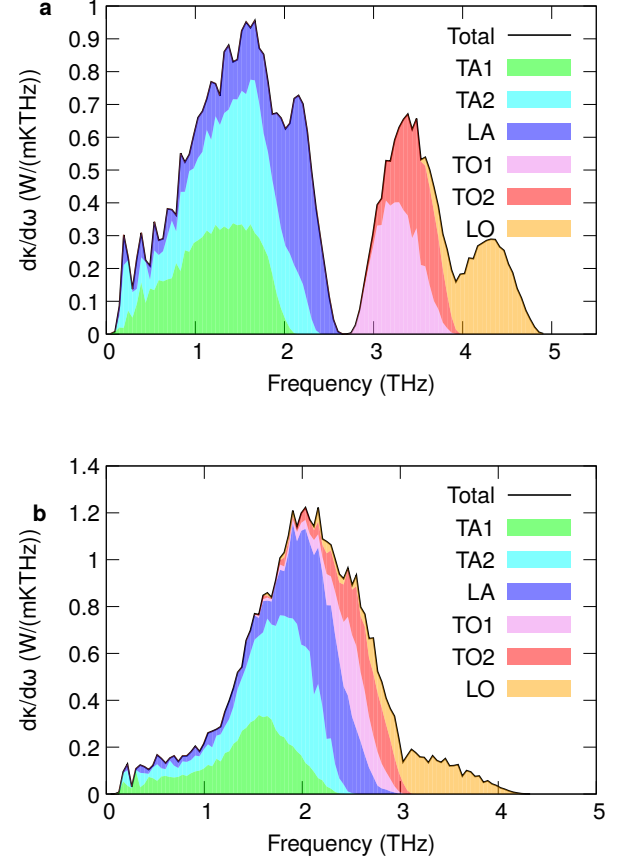 a
1
0.9
0.8
0.7
0.6
0.5
0.4
0.3
0.2
0.1
0
dκ/dω (W/(mKTHz))
Total
TA1
TA2
LA
TO1
TO2
LO
0 1 2 3 4 5
Frequency (THz)
b
1.4
1.2
1
0.8
0.6
0.4
0.2
0
dκ/dω (W/(mKTHz))
Total
TA1
TA2
LA
TO1
TO2
LO
0 1 2 3 4 5
Frequency (THz)